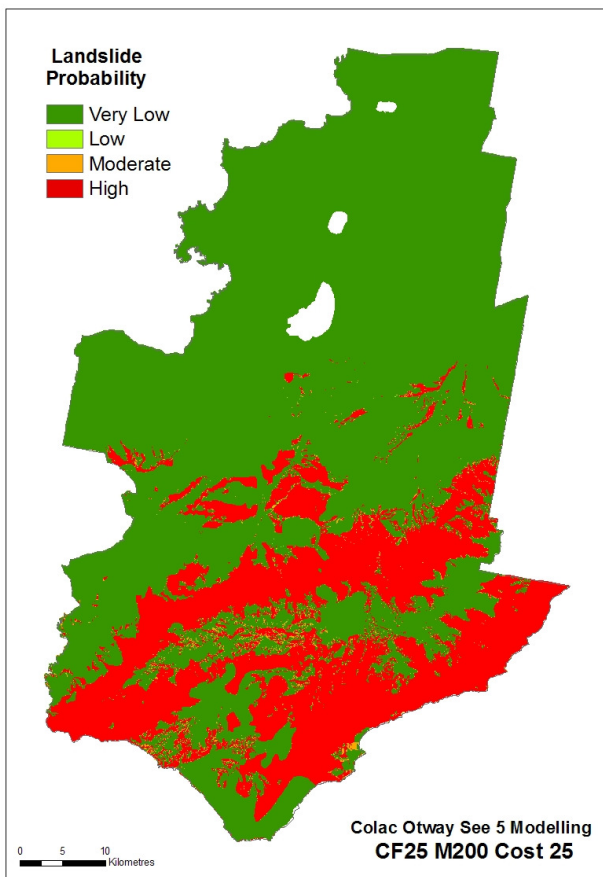 Landslide
Probability
Very Low
Low
Moderate
High
Colac Otway See 5 Modelling
CF25 M200 Cost 25
0 5 10
Kilometres